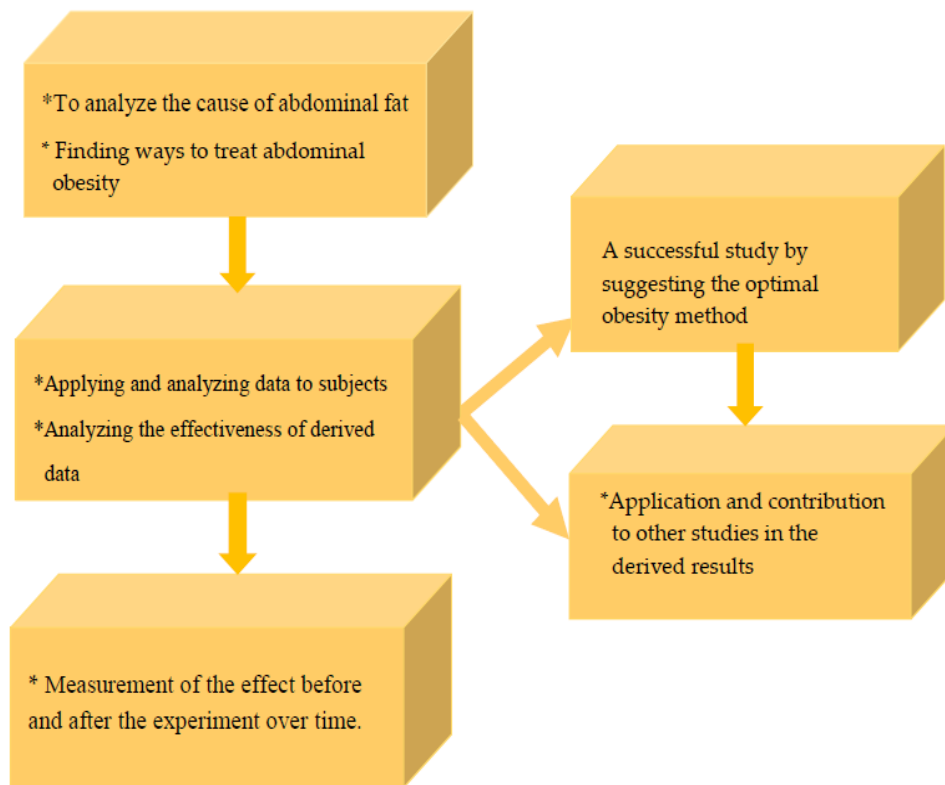 *To analyze the cause of abdominal fat
* Finding ways to treat abdominal
obesity
*Applying and analyzing data to subjects
*Analyzing the effectiveness of derived
data
* Measurement of the effect before
and after the experiment over time.
A successful study by
suggesting the optimal
obesity method
*Application and contribution
to other studies in the
derived results